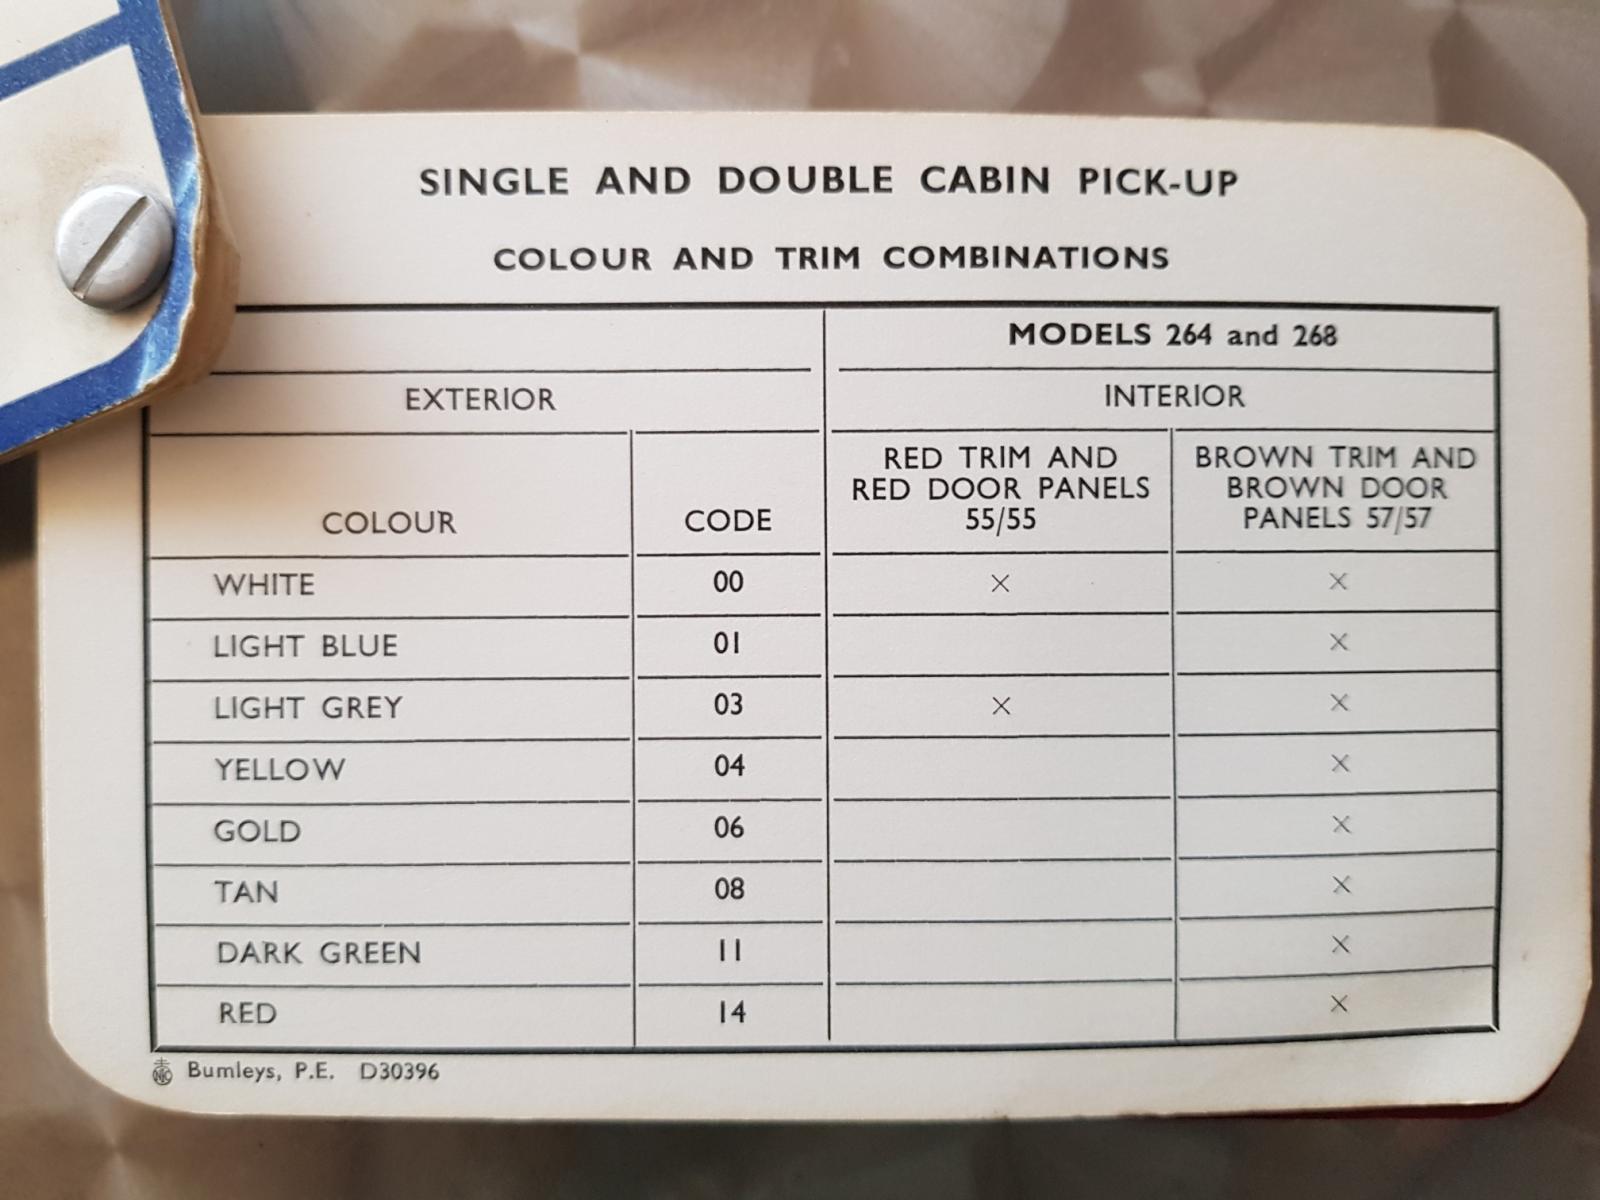 SINGLE AND DOUBLE CABIN PICK-UP
COLOUR AND TRIM COMBINATIONS
MODELS 264 and 268
EXTERIOR INTERIOR
COLOUR CODE RED TRIM AND RED DOOR PANELS 55/55 BROWN TRIM AND BROWN DOOR PANELS 57/57
WHITE 00 × ×
LIGHT BLUE 01 ×
LIGHT GREY 03 × ×
YELLOW 04 ×
GOLD 06 ×
TAN 08 ×
DARK GREEN 11 ×
RED 14 ×
Bumleys, P.E. D30396